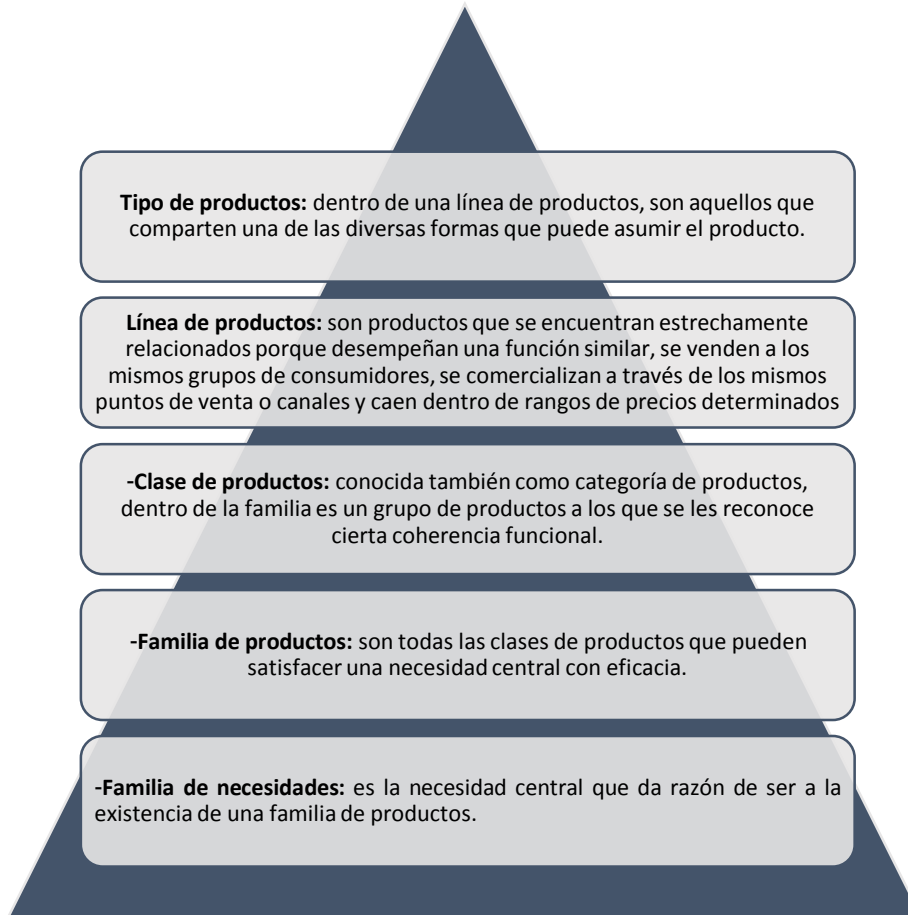 Tipo de productos: dentro de una línea de productos, son aquellos que
comparten una de las diversas formas que puede asumir el producto.
Línea de productos: son productos que se encuentran estrechamente
relacionados porque desempeñan una función similar, se venden a los
mismos grupos de consumidores, se comercializan a través de los mismos
puntos de venta o canales y caen dentro de rangos de precios determinados
-Clase de productos: conocida también como categoría de productos,
dentro de la familia es un grupo de productos a los que se les reconoce
cierta coherencia funcional.
-Familia de productos: son todas las clases de productos que pueden
satisfacer una necesidad central con eficacia.
-Familia de necesidades: es la necesidad central que da razón de ser a la
existencia de una familia de productos.